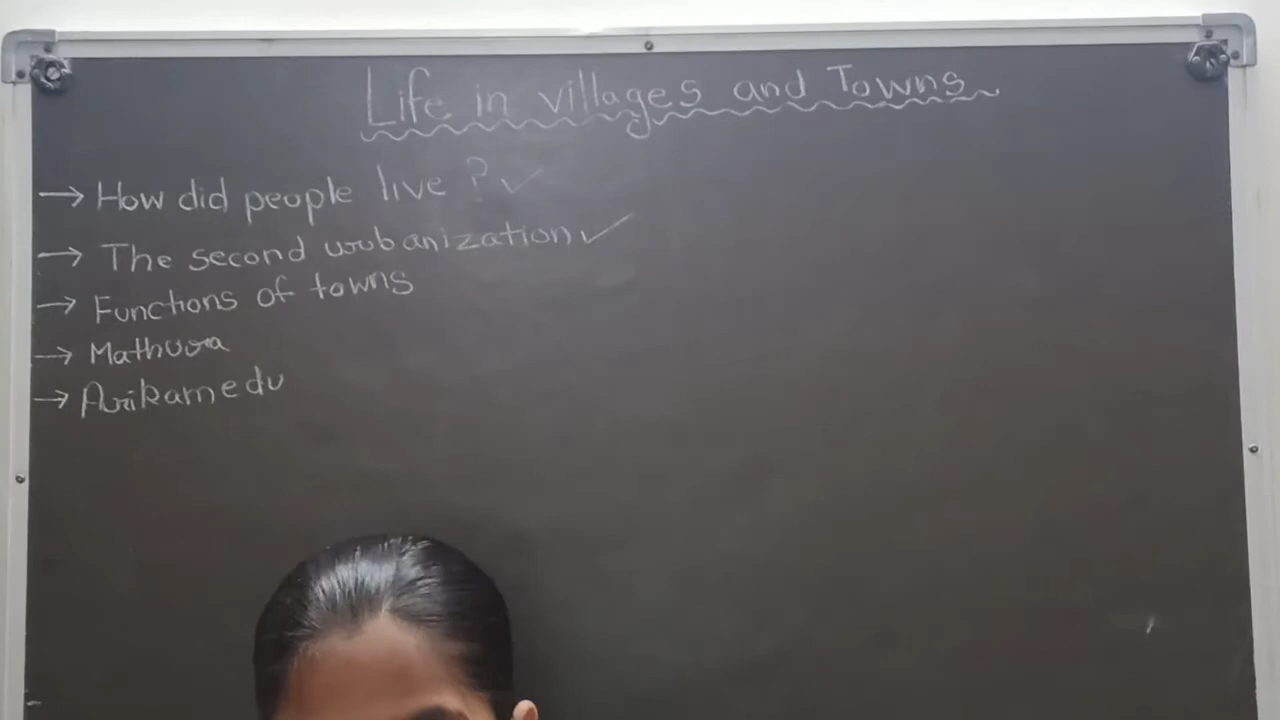 Life in villages and Towns
→ How did people live ? ✓
→ The second urbanization ✓
→ Functions of towns
→ Mathura
→ Arikamedu